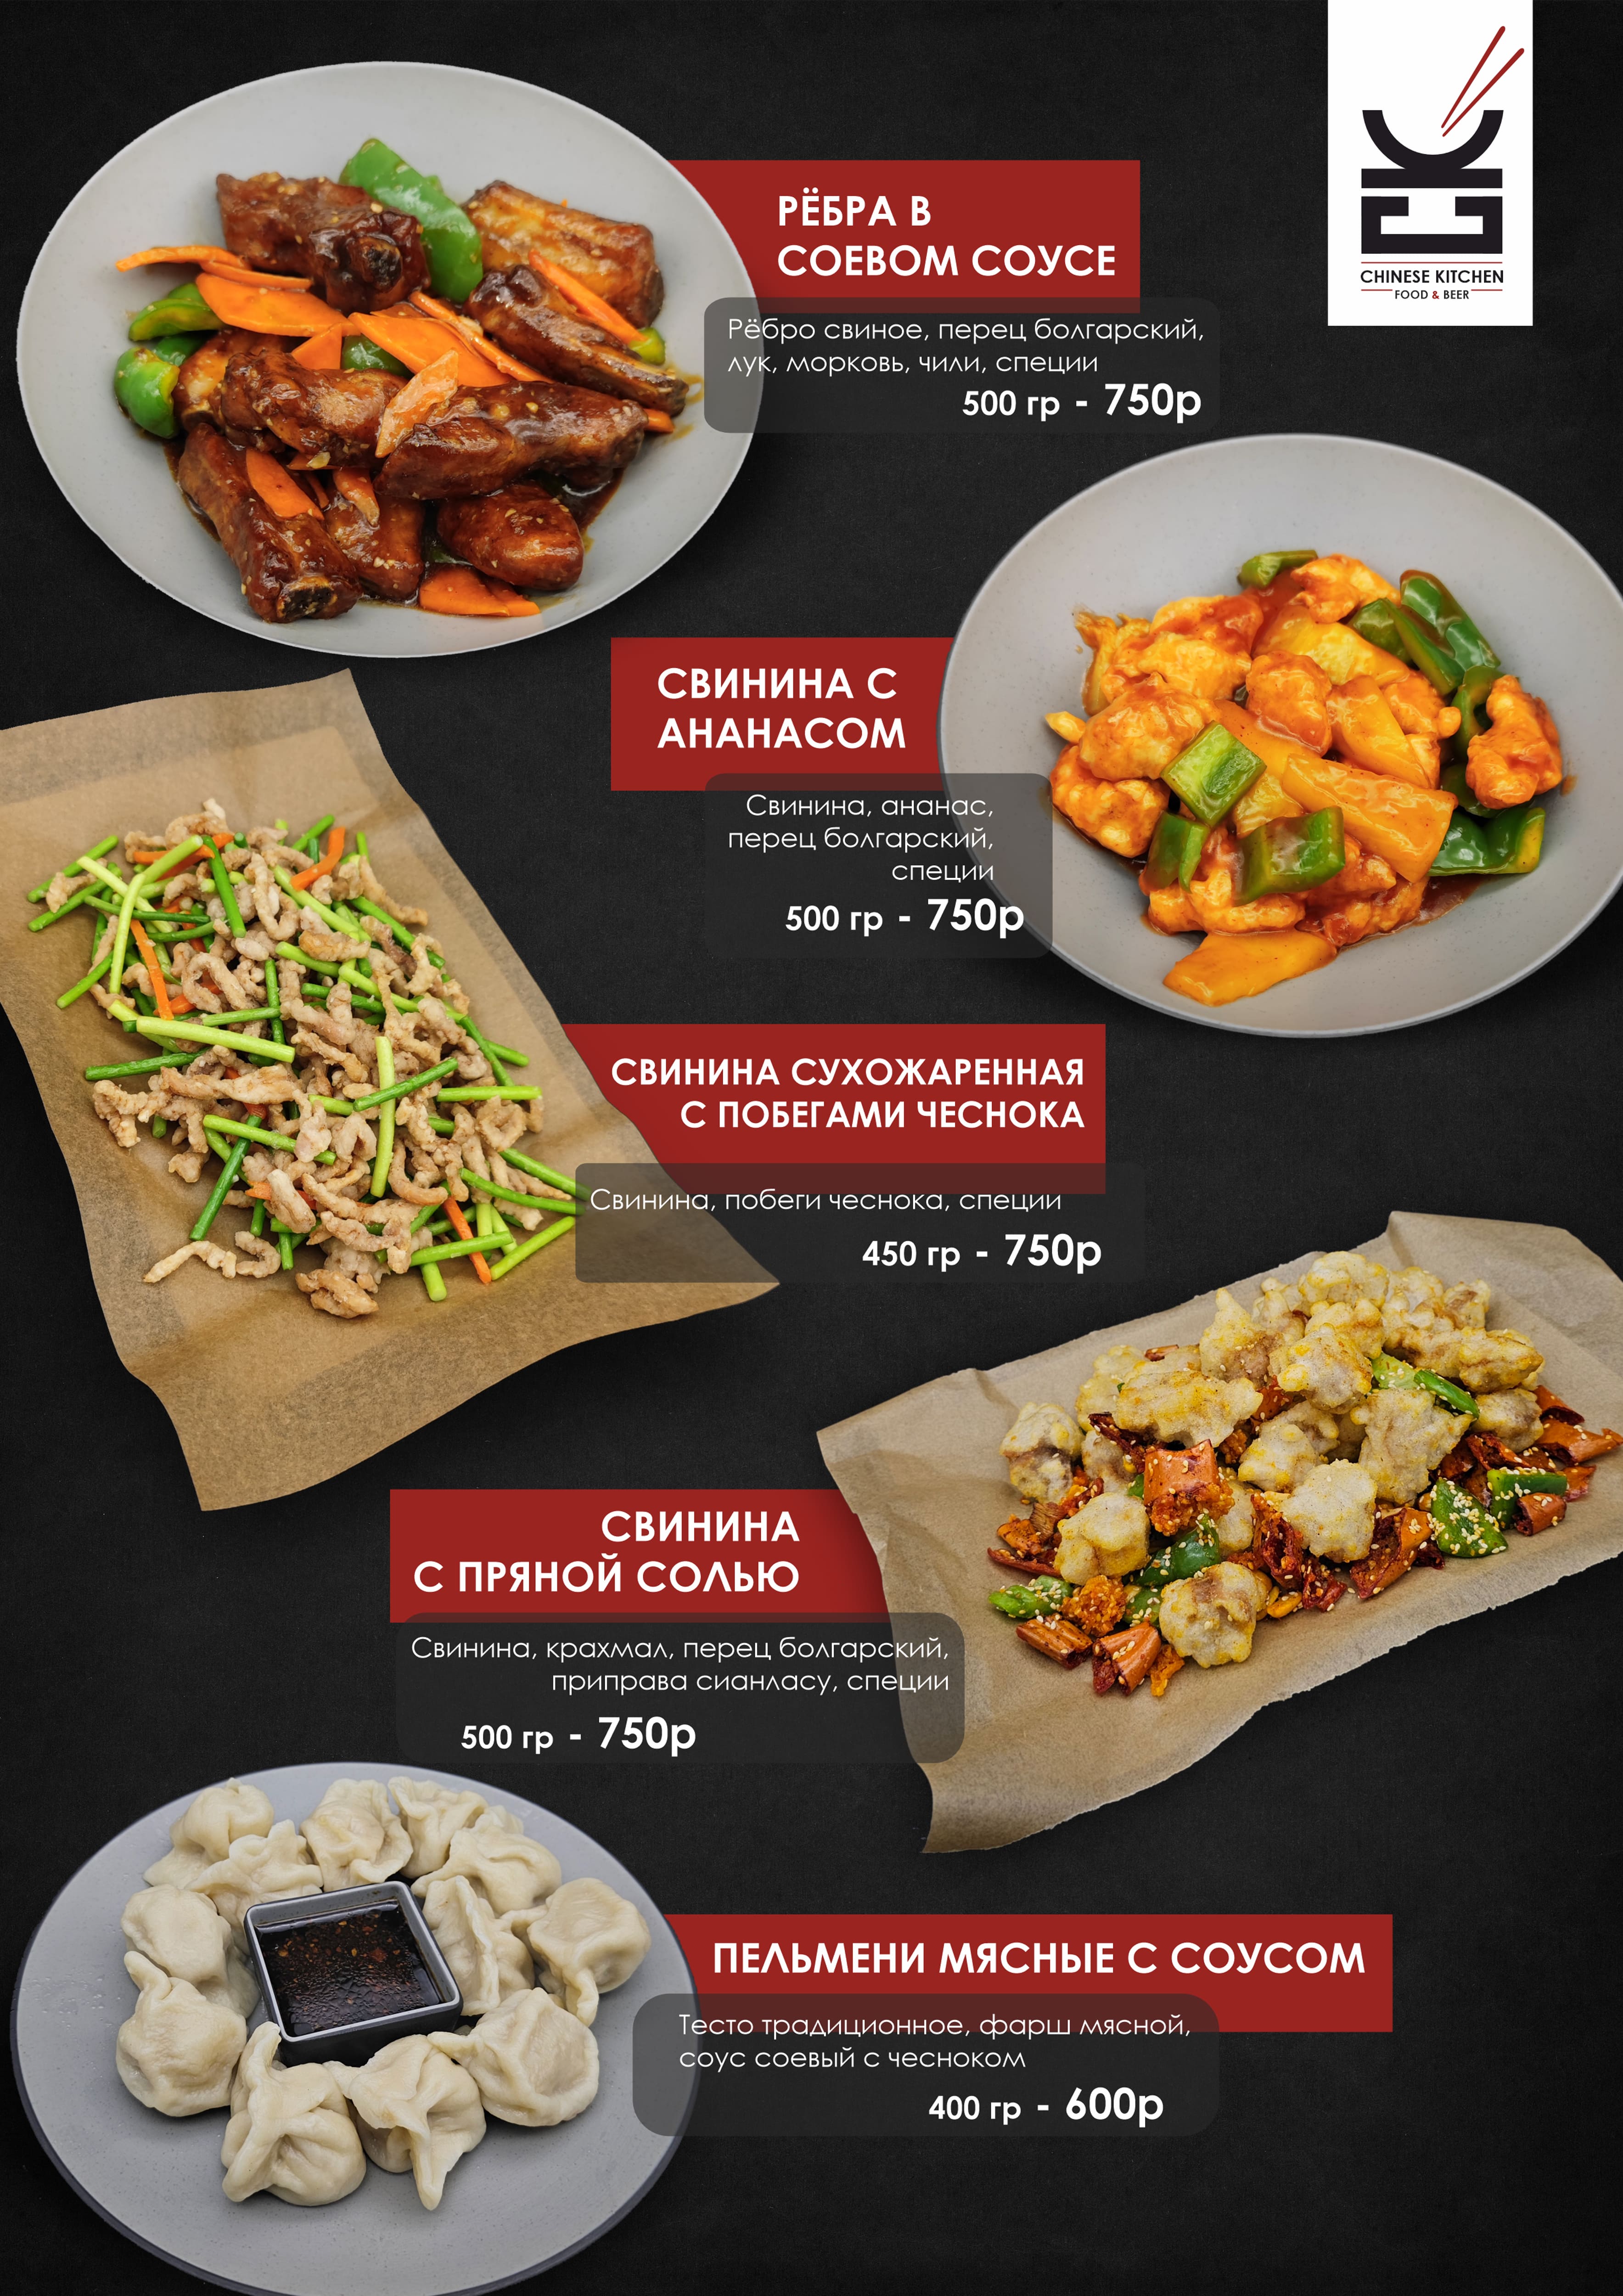 CK
CHINESE KITCHEN
FOOD & BEER
РЁБРА В
СОЕВОМ СОУСЕ
Рёбро свиное, перец болгарский,
лук, морковь, чили, специи
500 гр - 750р
СВИНИНА С
АНАНАСОМ
Свинина, ананас,
перец болгарский,
специи
500 гр - 750р
СВИНИНА СУХОЖАРЕННАЯ
С ПОБЕГАМИ ЧЕСНОКА
Свинина, побеги чеснока, специи
450 гр - 750р
СВИНИНА
С ПРЯНОЙ СОЛЬЮ
Свинина, крахмал, перец болгарский,
приправа сианласу, специи
500 гр - 750р
ПЕЛЬМЕНИ МЯСНЫЕ С СОУСОМ
Тесто традиционное, фарш мясной,
соус соевый с чесноком
400 гр - 600р